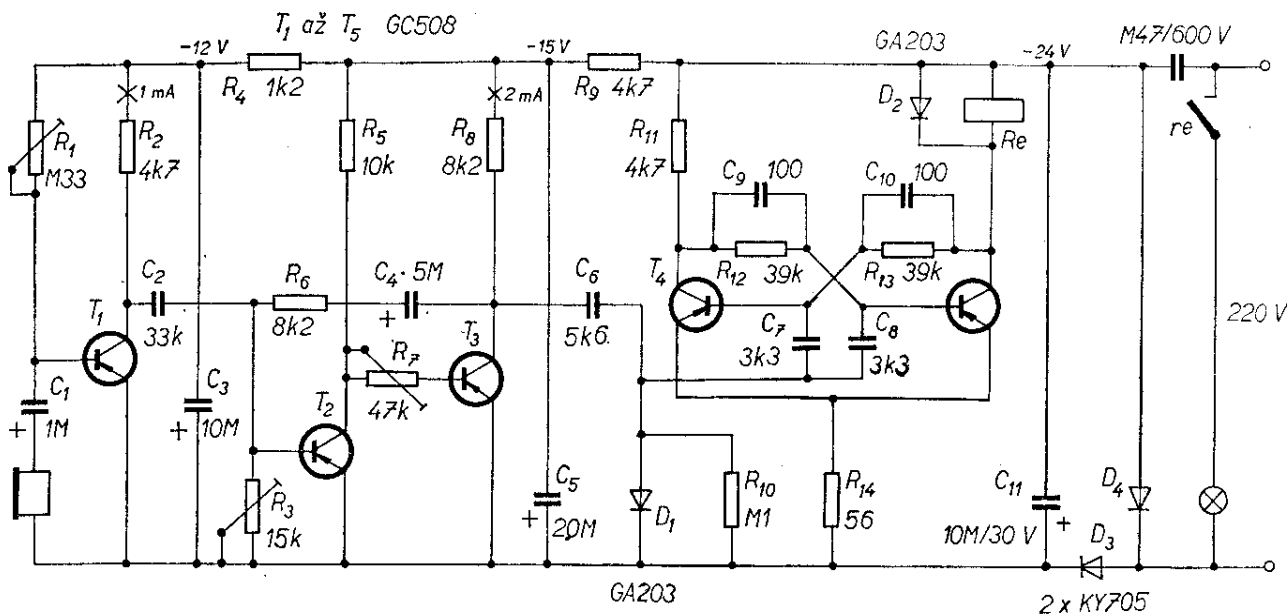 T1 až T5 GC508
-12 V
R4
1k2
-15V
R9
4k7
GA203
-24 V
M47/600 V
1 mA
R1
M33
R2
4k7
R5
10k
2 mA
R8
8k2
R11
4k7
D2
Re
re
C9
100
C10
100
R12
39k
R13
39k
T4
C2
33k
R6
8k2
C4
5M
+
C6
5k6
C7
3k3
C8
3k3
220 V
T1
T3
R7
47k
C1
+
1M
C3
+
10M
T2
R3
15k
C5
+
20M
D1
R10
M1
R14
56
C11
+
10M/30 V
D4
D3
GA203
2 x KY705